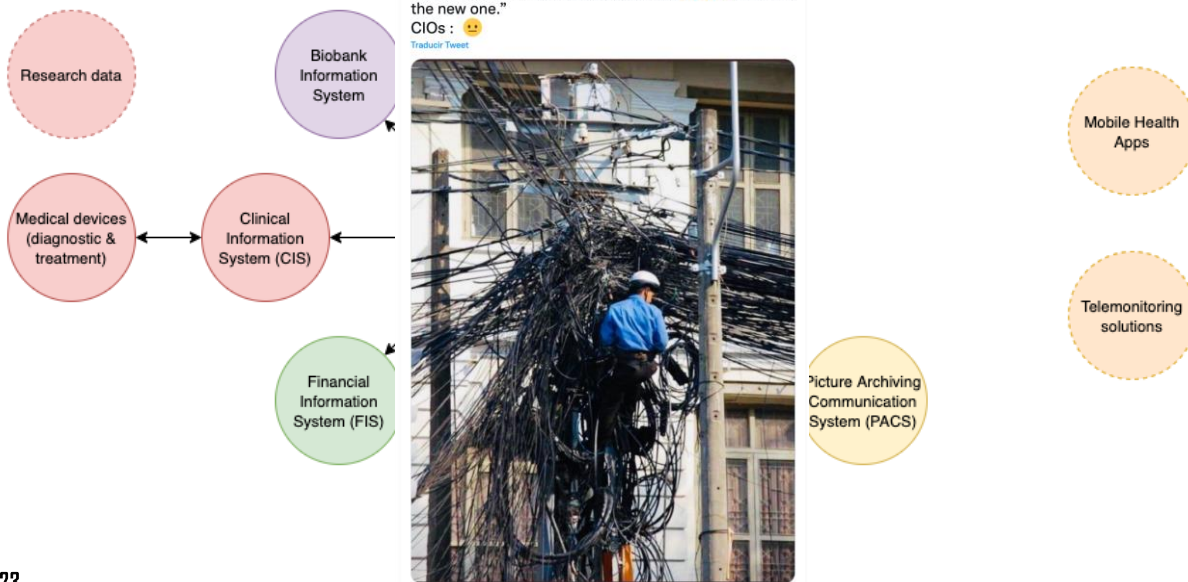 the new one.”
CIOs : 😐
Traducir Tweet
Research data
Biobank
Information
System
Mobile Health
Apps
Medical devices
(diagnostic &
treatment)
Clinical
Information
System (CIS)
Telemonitoring
solutions
Financial
Information
System (FIS)
Picture Archiving
Communication
System (PACS)